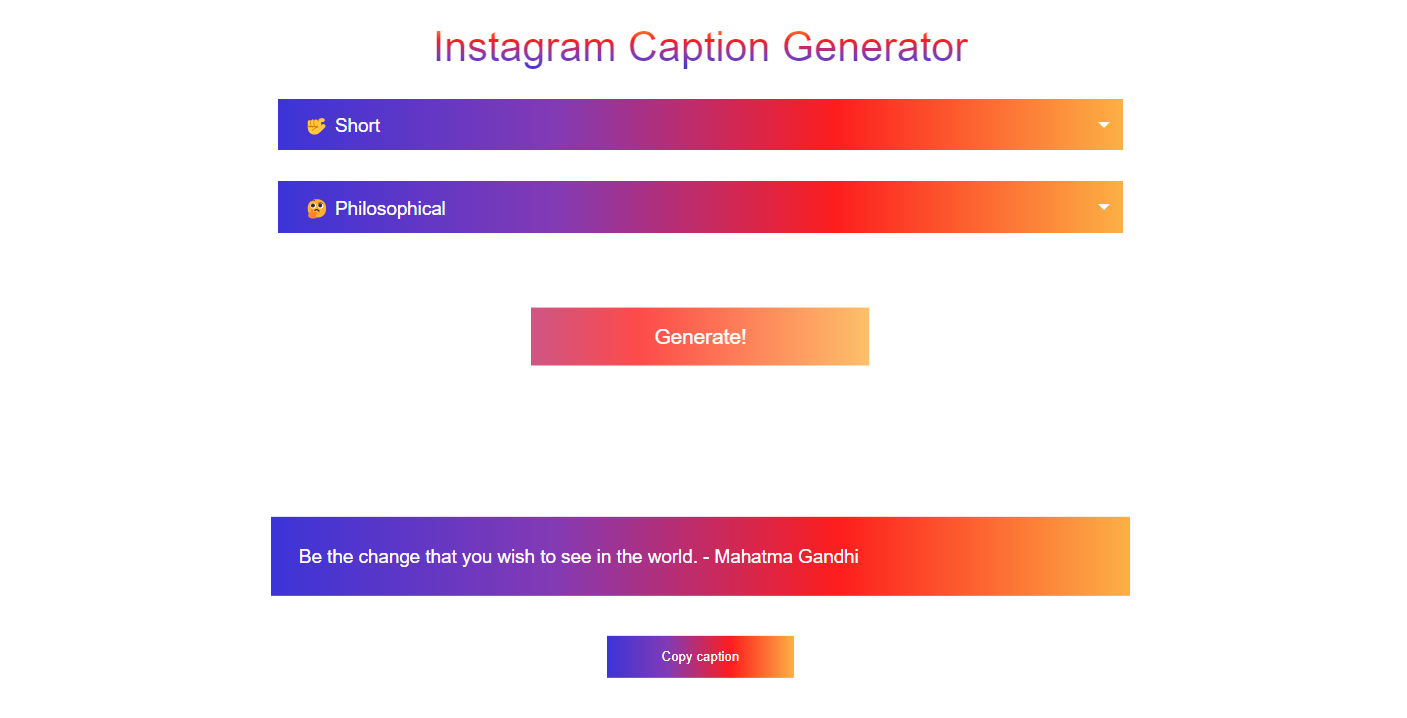 Instagram Caption Generator
✊ Short
🤔 Philosophical
Generate!
Be the change that you wish to see in the world. - Mahatma Gandhi
Copy caption